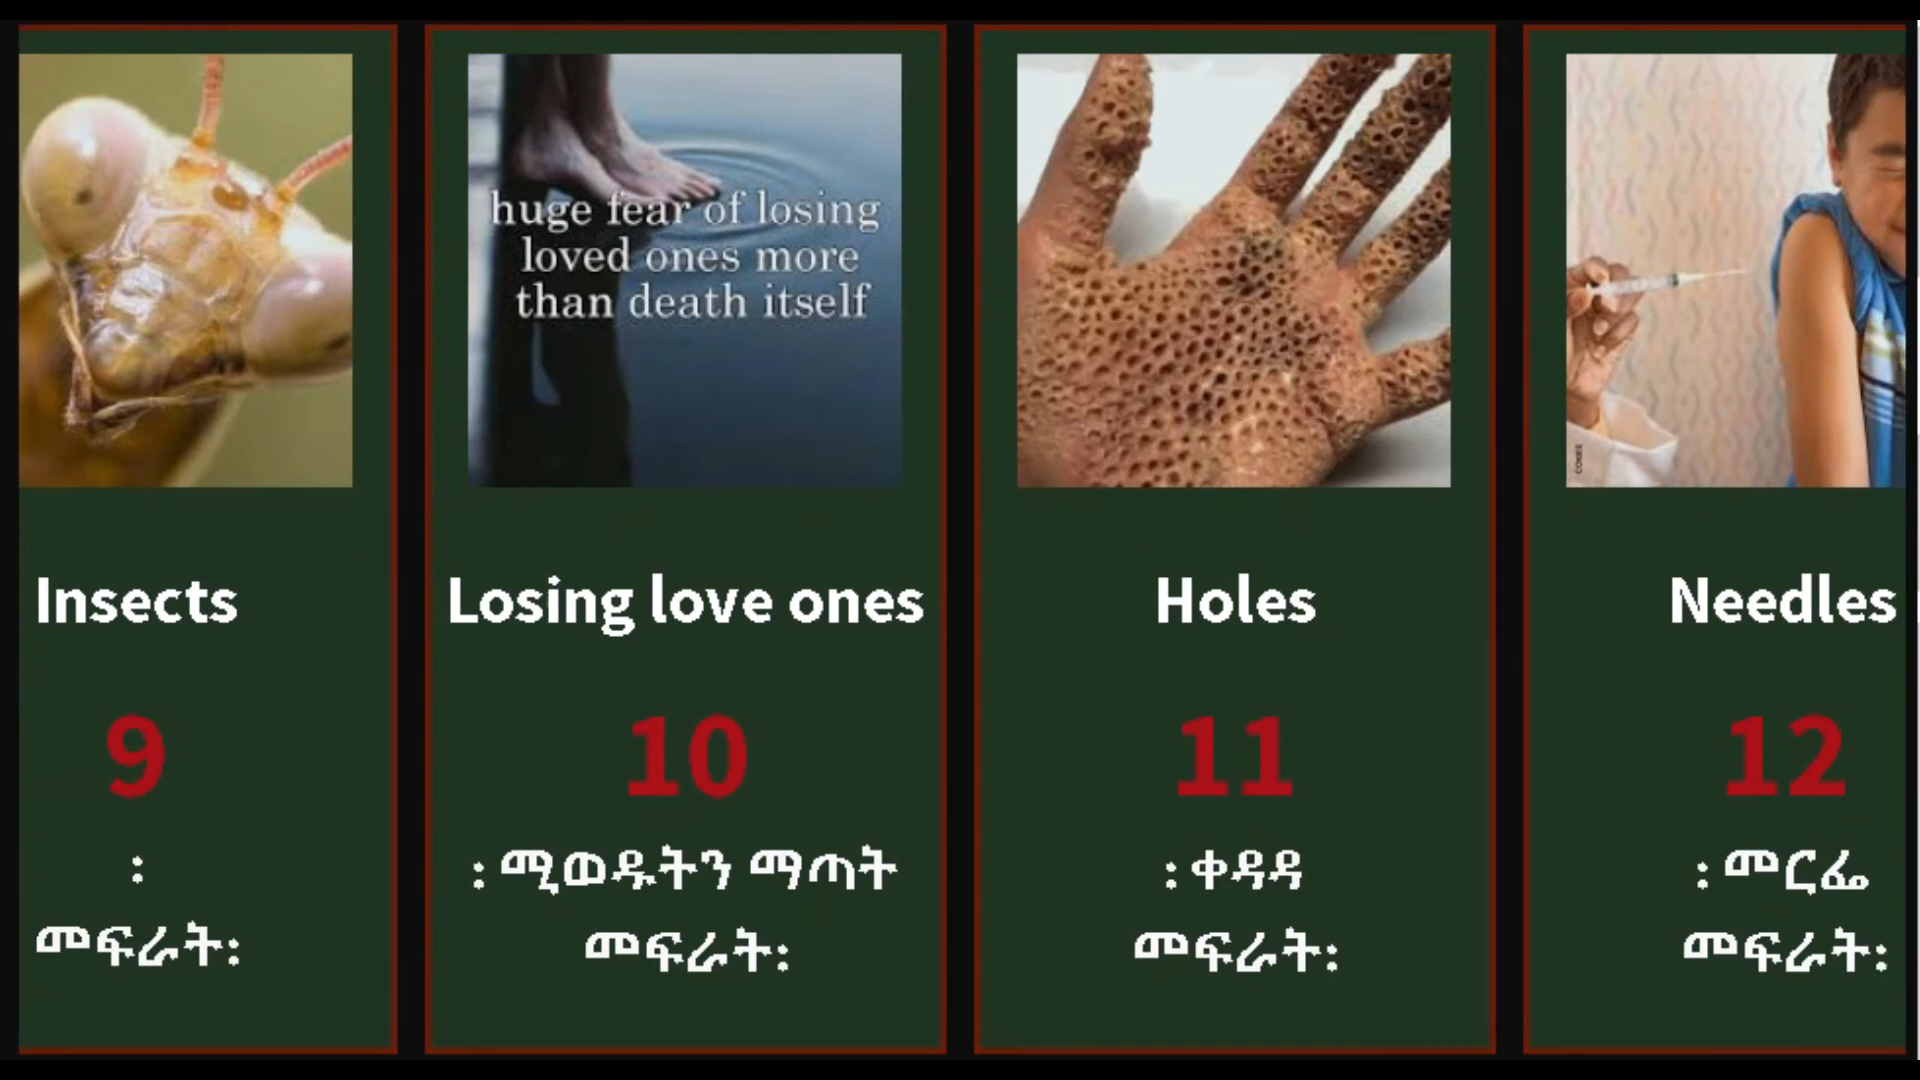 Insects
9
:
መፍራት:
huge fear of losing
loved ones more
than death itself
Losing love ones
10
: ሚወዱትን ማጣት
መፍራት:
Holes
11
: ቀዳዳ
መፍራት:
CORBIS
Needles
12
: መርፌ
መፍራት: